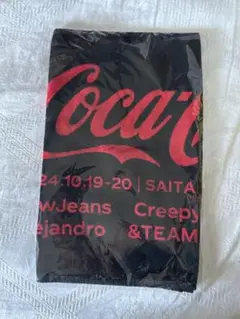 Coca-C
24.10.19-20 | SAITA
wJeans Creepy
ejandro &TEAM